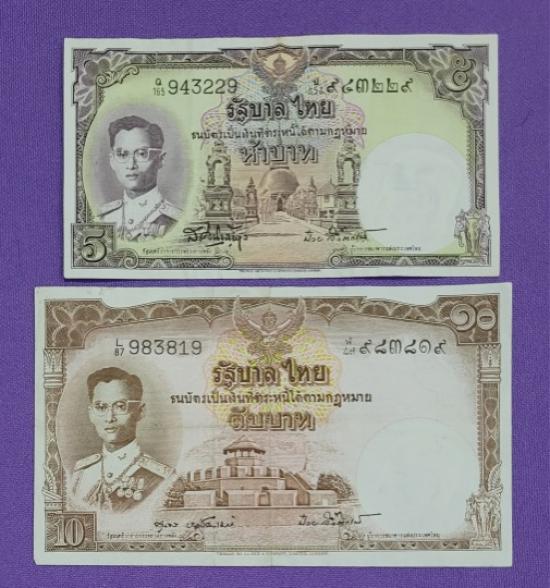 Q
165 943229
๙๔๓๒๒๙
๕
รัฐบาลไทย
ธนบัตรเป็นเงินที่ชำระหนี้ได้ตามกฎหมาย
ห้าบาท
5
L
87 983819
๙๘๓๘๑๙
๑๐
รัฐบาลไทย
ธนบัตรเป็นเงินที่ชำระหนี้ได้ตามกฎหมาย
สิบบาท
10